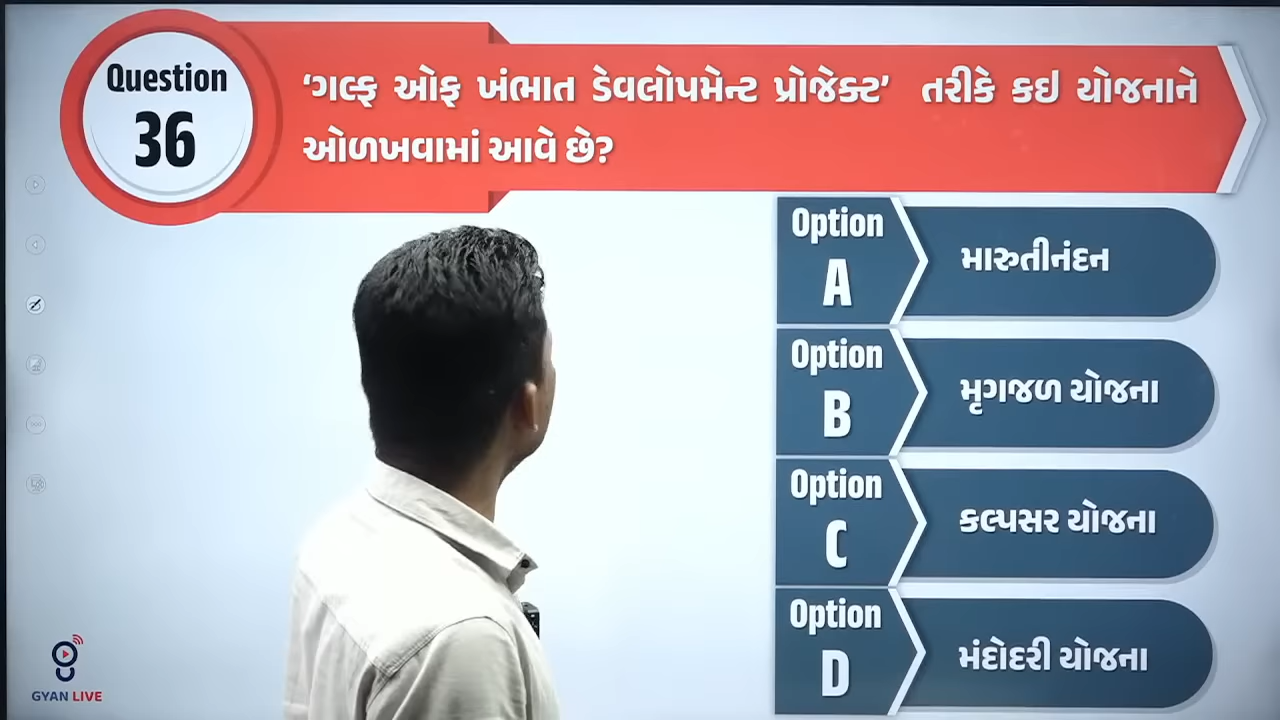 Question
36
‘ગલ્ફ ઓફ ખંભાત ડેવલોપમેન્ટ પ્રોજેક્ટ’ તરીકે કઇ યોજનાને
ઓળખવામાં આવે છે?
Option
A
મારુતીનંદન
Option
B
મૃગજળ યોજના
Option
C
કલ્પસર યોજના
Option
D
મંદોદરી યોજના
GYAN LIVE